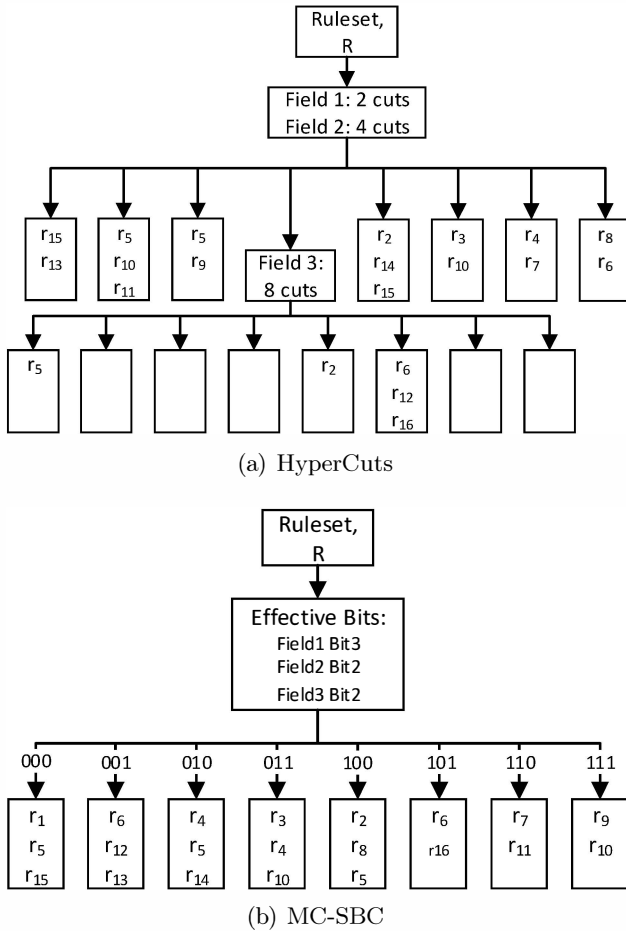 Ruleset,
R
Field 1: 2 cuts
Field 2: 4 cuts
r15
r13
r5
r10
r11
r5
r9
Field 3:
8 cuts
r2
r14
r15
r3
r10
r4
r7
r8
r6
r5
r2
r6
r12
r16
(a) HyperCuts
Ruleset,
R
Effective Bits:
Field1 Bit3
Field2 Bit2
Field3 Bit2
000 001 010 011 100 101 110 111
r1 r6 r4 r3 r2 r6 r7 r9
r5 r12 r5 r4 r8 r16 r11 r10
r15 r13 r14 r10 r5
(b) MC-SBC